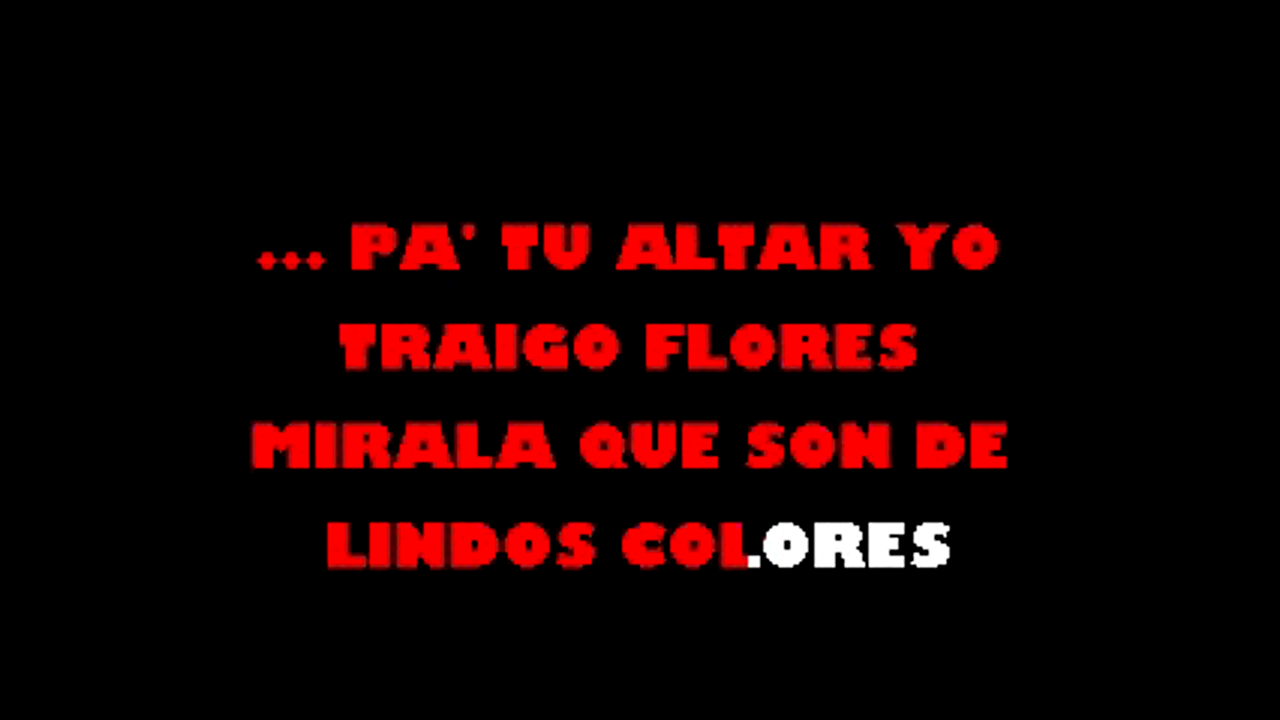 ... PA' TU ALTAR YO
TRAIGO FLORES
MIRALA QUE SON DE
LINDOS COLORES